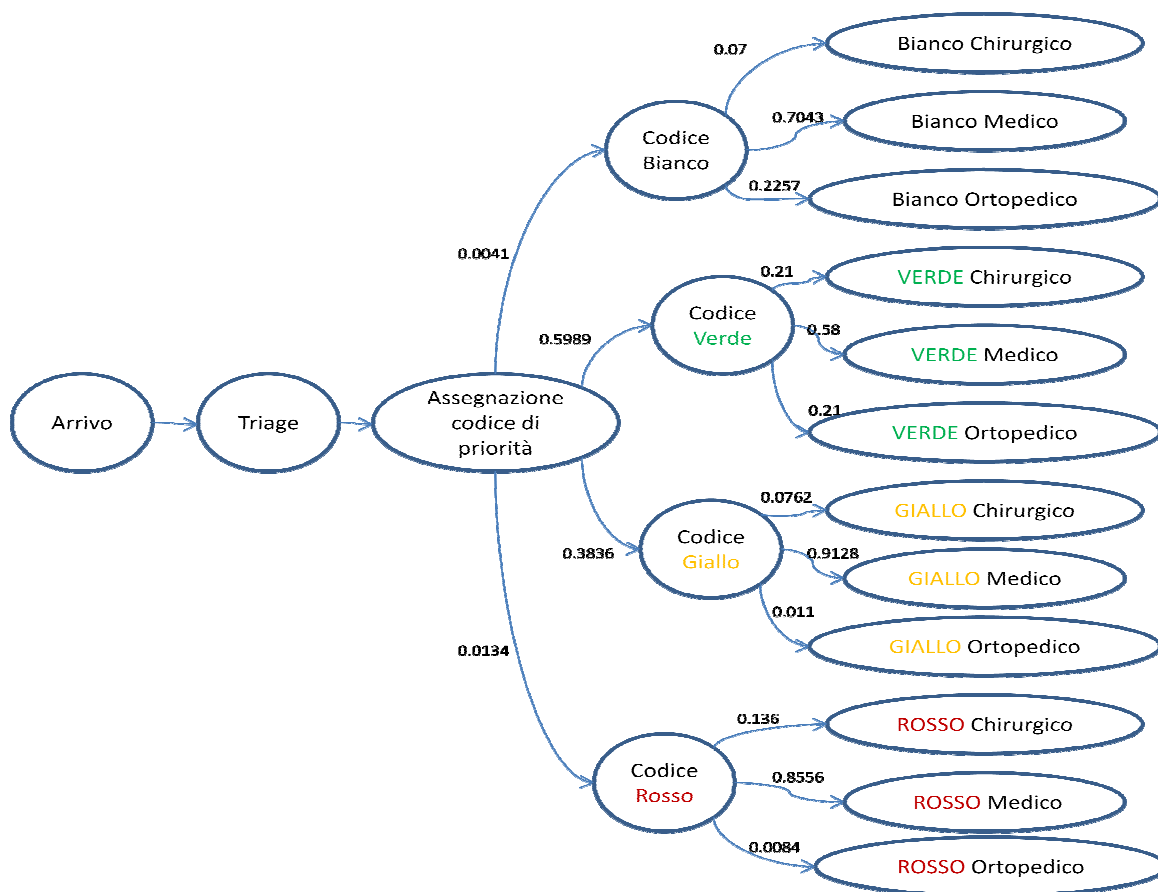 0.07
Bianco Chirurgico
Codice
Bianco
0.7043
Bianco Medico
0.2257
Bianco Ortopedico
0.0041
0.21
VERDE Chirurgico
Codice
Verde
0.58
VERDE Medico
0.5989
0.21
VERDE Ortopedico
Arrivo
Triage
Assegnazione
codice di
priorità
0.0762
GIALLO Chirurgico
Codice
Giallo
0.9128
GIALLO Medico
0.3836
0.011
GIALLO Ortopedico
0.0134
0.136
ROSSO Chirurgico
Codice
Rosso
0.8556
ROSSO Medico
0.0084
ROSSO Ortopedico